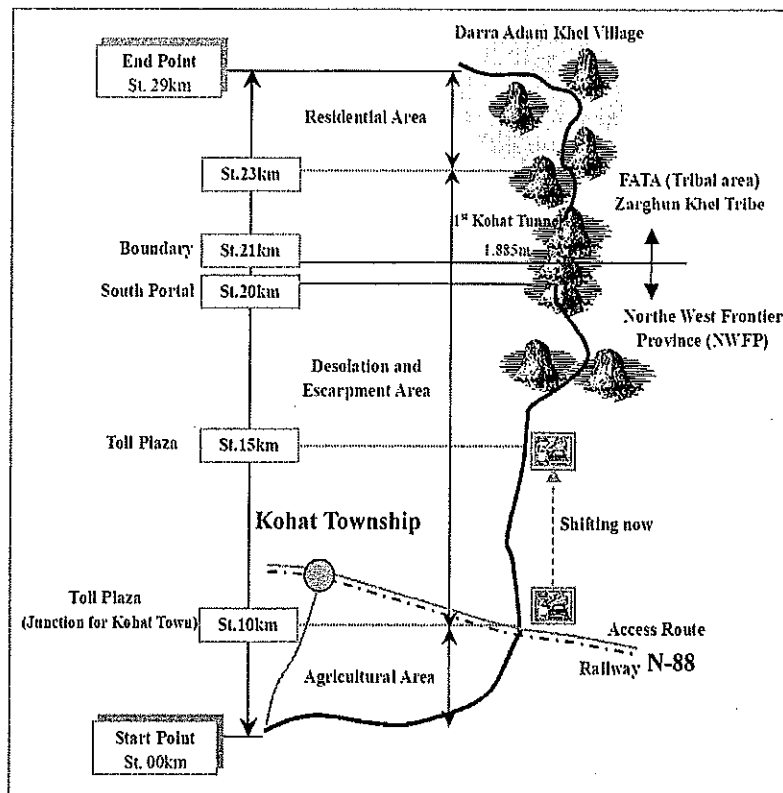 Darra Adam Khel Village
End Point
St. 29km
Residential Area
St.23km
FATA (Tribal area)
Zarghun Khel Tribe
1st Kohat Tunnel
1.885m
Boundary
St.21km
South Portal
St.20km
Northe West Frontier
Province (NWFP)
Desolation and
Escarpment Area
Toll Plaza
St.15km
Kohat Township
Shifting now
Toll Plaza
(Junction for Kohat Town)
St.10km
Access Route
Railway N-88
Agricultural Area
Start Point
St. 00km